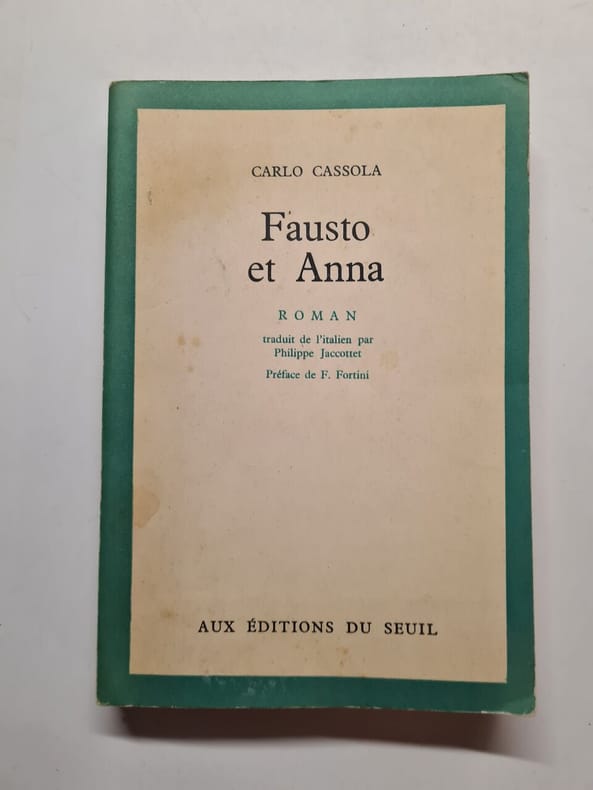 CARLO CASSOLA
Fausto
et Anna
ROMAN
traduit de l'italien par
Philippe Jaccottet
Préface de F. Fortini
AUX ÉDITIONS DU SEUIL